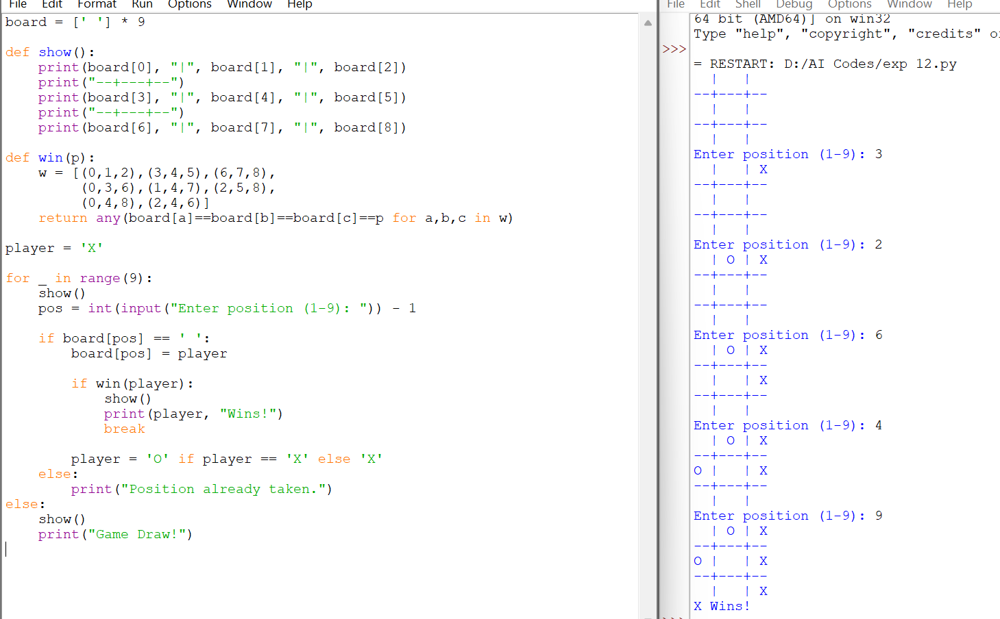 File Edit Format Run Options Window Help
board = [' '] * 9
def show():
    print(board[0], "|", board[1], "|", board[2])
    print("--+---+--")
    print(board[3], "|", board[4], "|", board[5])
    print("--+---+--")
    print(board[6], "|", board[7], "|", board[8])
def win(p):
    w = [(0,1,2),(3,4,5),(6,7,8),
         (0,3,6),(1,4,7),(2,5,8),
         (0,4,8),(2,4,6)]
    return any(board[a]==board[b]==board[c]==p for a,b,c in w)
player = 'X'
for _ in range(9):
    show()
    pos = int(input("Enter position (1-9): ")) - 1
    if board[pos] == ' ':
        board[pos] = player
        if win(player):
            show()
            print(player, "Wins!")
            break
        player = 'O' if player == 'X' else 'X'
    else:
        print("Position already taken.")
else:
    show()
    print("Game Draw!")
File Edit Shell Debug Options Window Help
64 bit (AMD64)] on win32
Type "help", "copyright", "credits" o
>>>
= RESTART: D:/AI Codes/exp 12.py
  |   |
--+---+--
  |   |
--+---+--
  |   |
Enter position (1-9): 3
  |   | X
--+---+--
  |   |
--+---+--
  |   |
Enter position (1-9): 2
  | O | X
--+---+--
  |   |
--+---+--
  |   |
Enter position (1-9): 6
  | O | X
--+---+--
  |   | X
--+---+--
  |   |
Enter position (1-9): 4
  | O | X
--+---+--
O |   | X
--+---+--
  |   |
Enter position (1-9): 9
  | O | X
--+---+--
O |   | X
--+---+--
  |   | X
X Wins!